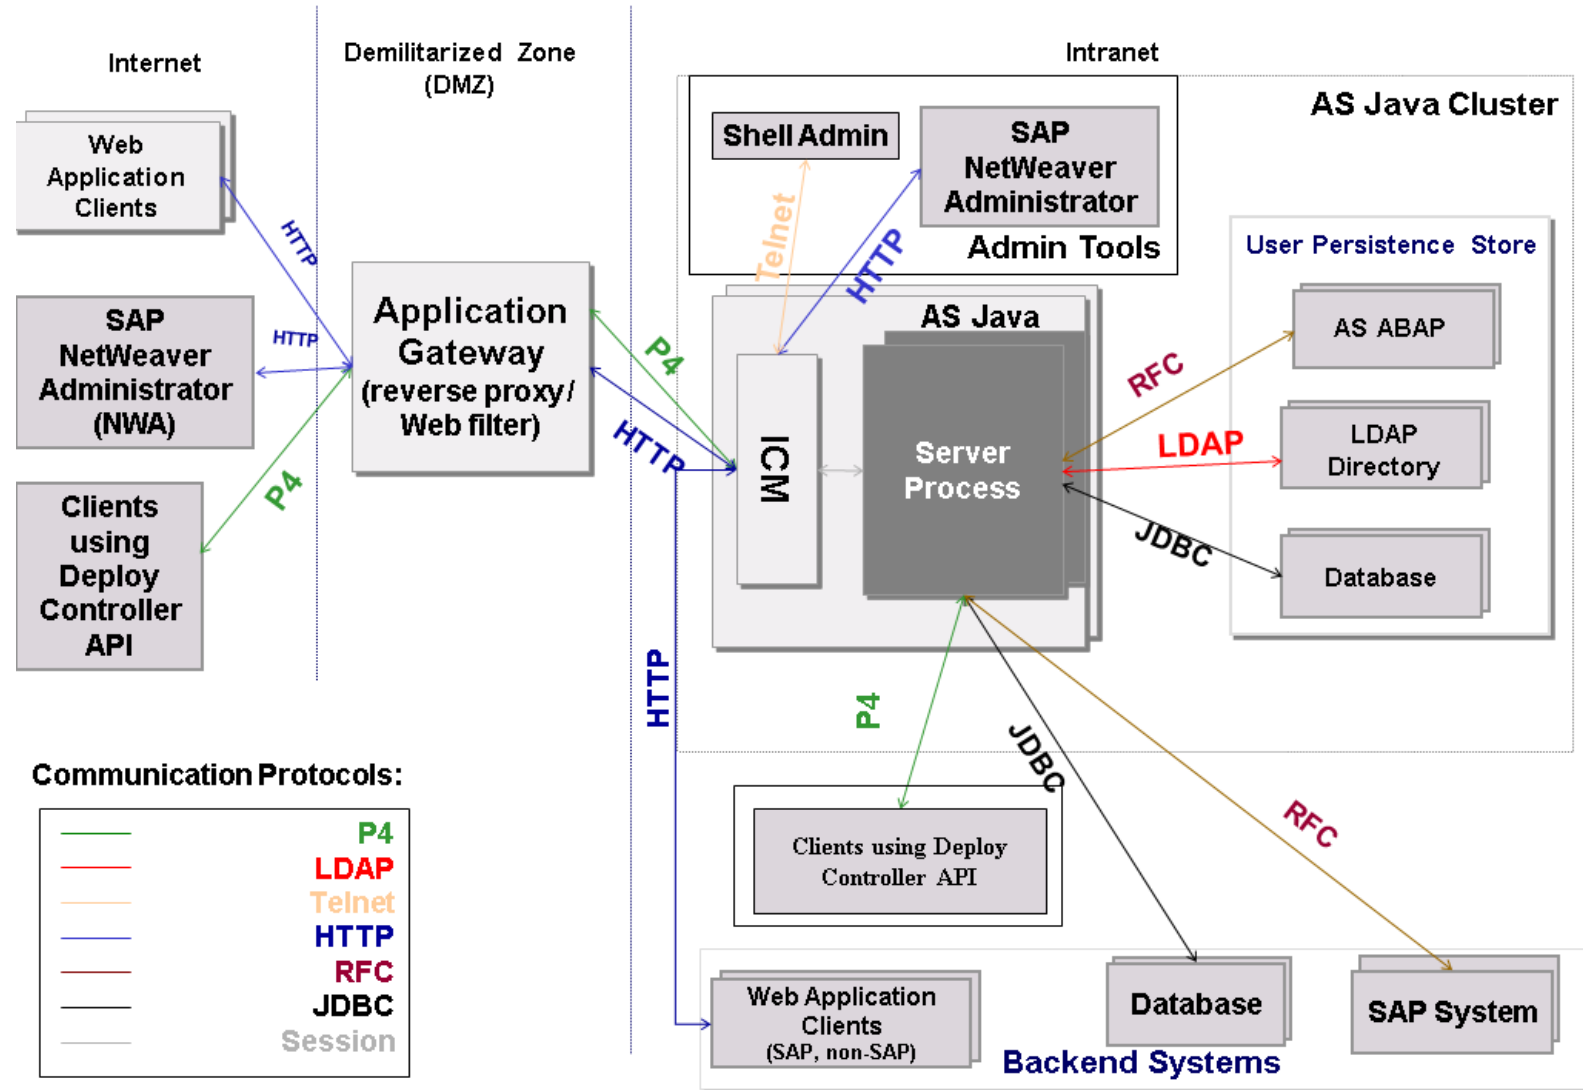 Internet
Demilitarized Zone
(DMZ)
Intranet
AS Java Cluster
Web
Application
Clients
HTTP
SAP
NetWeaver
Administrator
(NWA)
HTTP
Clients
using
Deploy
Controller
API
P4
Application
Gateway
(reverse proxy/
Web filter)
P4
HTTP
Shell Admin
SAP
NetWeaver
Administrator
Admin Tools
Telnet
HTTP
AS Java
ICM
Server
Process
User Persistence Store
AS ABAP
LDAP
Directory
Database
RFC
LDAP
JDBC
HTTP
P4
JDBC
RFC
Clients using Deploy
Controller API
Web Application
Clients
(SAP, non-SAP)
Database
SAP System
Backend Systems
Communication Protocols:
P4
LDAP
Telnet
HTTP
RFC
JDBC
Session